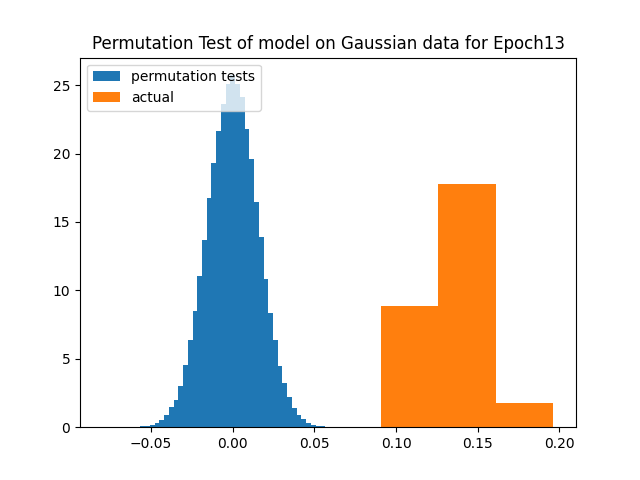 Permutation Test of model on Gaussian data for Epoch13
permutation tests
actual
25
20
15
10
5
0
−0.05 0.00 0.05 0.10 0.15 0.20